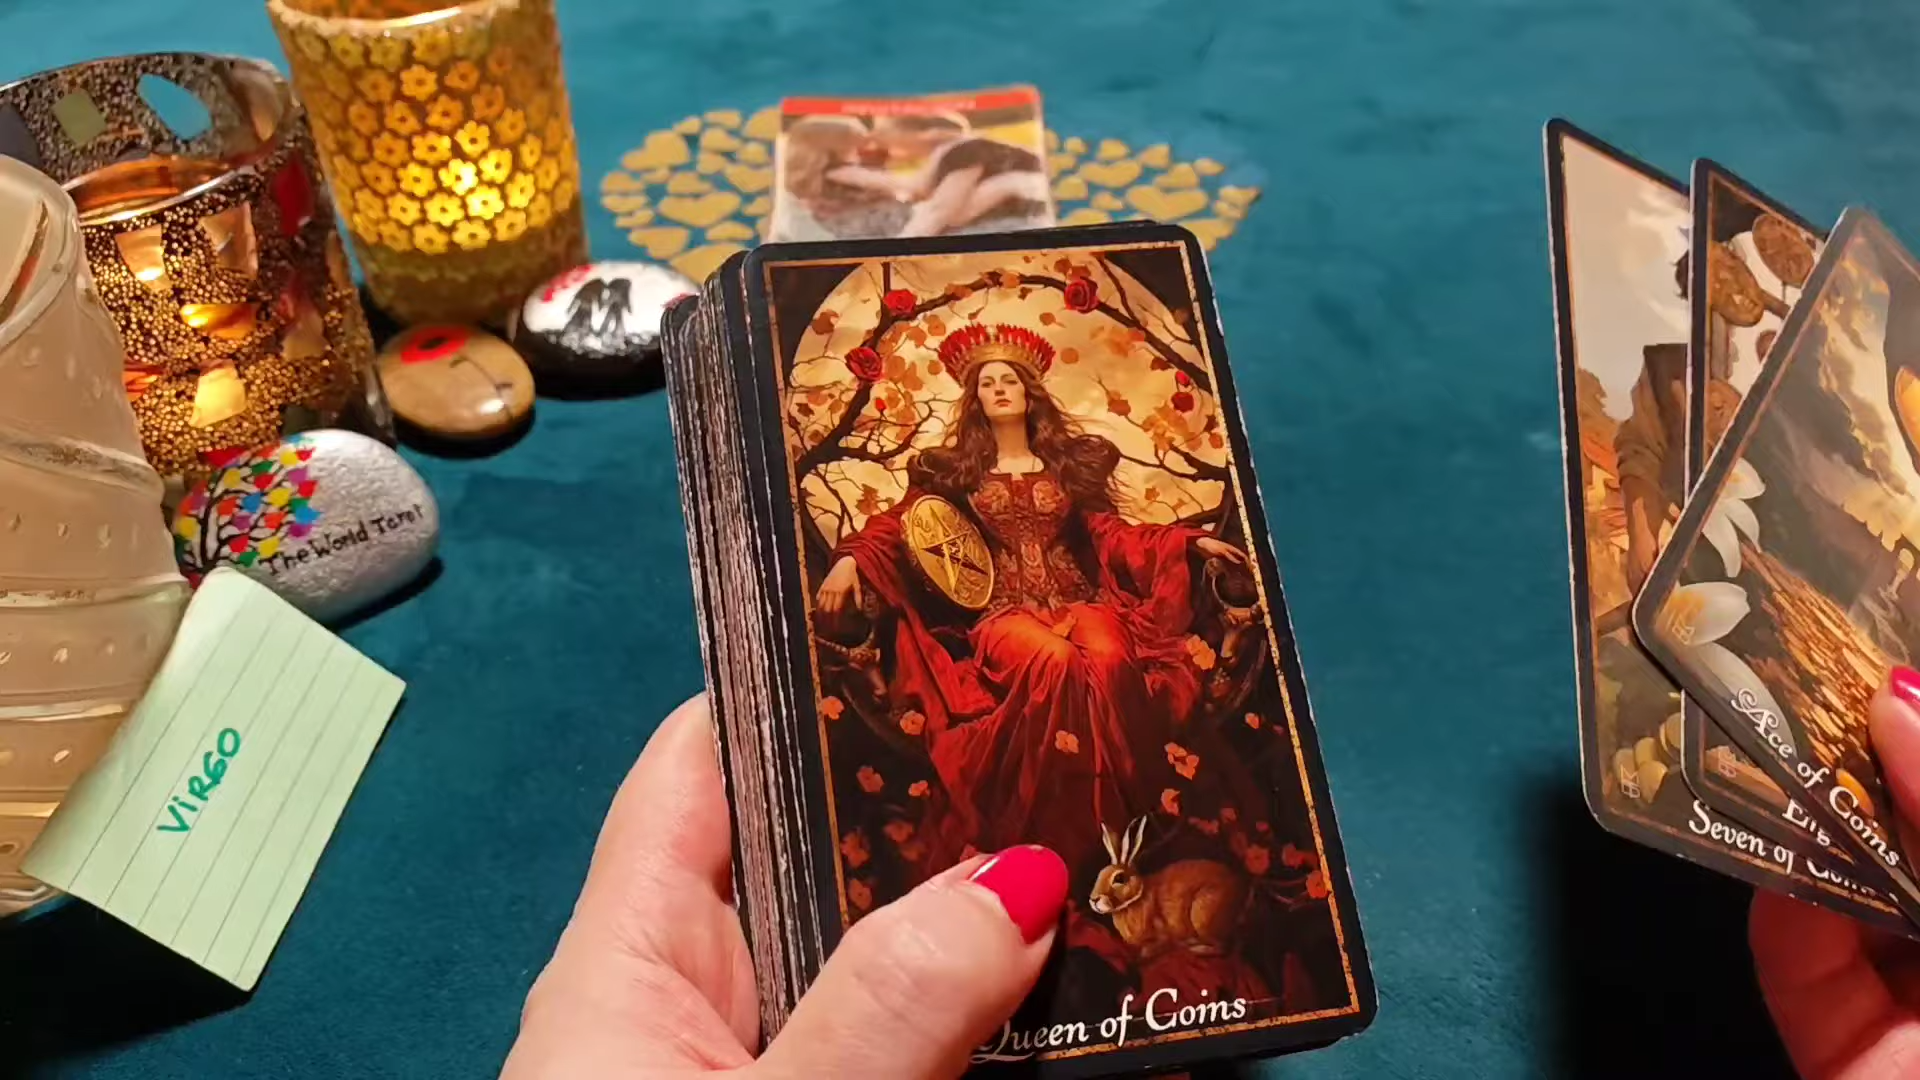 The World Tarot
VIRGO
Queen of Coins
Seven of Coins
Ace of Coins